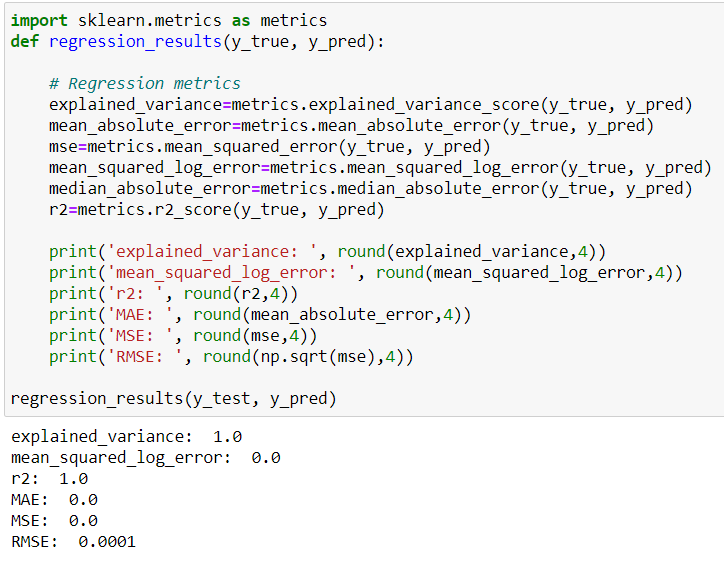 import sklearn.metrics as metrics
def regression_results(y_true, y_pred):
    # Regression metrics
    explained_variance=metrics.explained_variance_score(y_true, y_pred)
    mean_absolute_error=metrics.mean_absolute_error(y_true, y_pred)
    mse=metrics.mean_squared_error(y_true, y_pred)
    mean_squared_log_error=metrics.mean_squared_log_error(y_true, y_pred)
    median_absolute_error=metrics.median_absolute_error(y_true, y_pred)
    r2=metrics.r2_score(y_true, y_pred)
    print('explained_variance: ', round(explained_variance,4))
    print('mean_squared_log_error: ', round(mean_squared_log_error,4))
    print('r2: ', round(r2,4))
    print('MAE: ', round(mean_absolute_error,4))
    print('MSE: ', round(mse,4))
    print('RMSE: ', round(np.sqrt(mse),4))
regression_results(y_test, y_pred)
explained_variance:  1.0
mean_squared_log_error:  0.0
r2:  1.0
MAE:  0.0
MSE:  0.0
RMSE:  0.0001